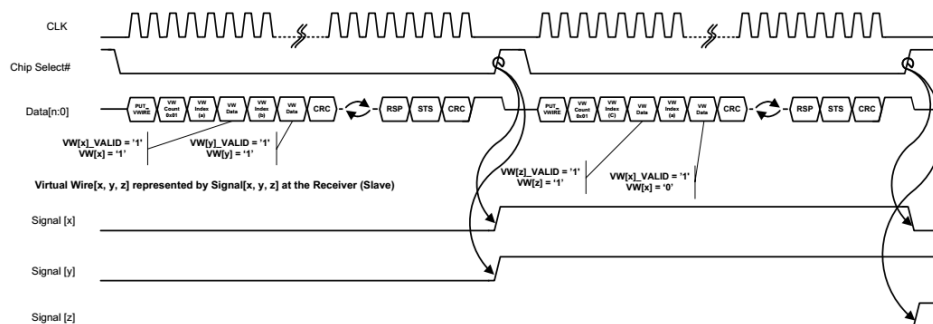 CLK
Chip Select#
Data[n:0]
PUT_ VWIRE
VW Count 0x01
VW Index (a)
VW Data
VW Index (b)
VW Data
CRC
RSP
STS
CRC
PUT_ VWIRE
VW Count 0x01
VW Index (C)
VW Data
VW Index (a)
VW Data
CRC
RSP
STS
CRC
VW[x]_VALID = '1'
VW[x] = '1'
VW[y]_VALID = '1'
VW[y] = '1'
VW[z]_VALID = '1'
VW[z] = '1'
VW[x]_VALID = '1'
VW[x] = '0'
Virtual Wire[x, y, z] represented by Signal[x, y, z] at the Receiver (Slave)
Signal [x]
Signal [y]
Signal [z]